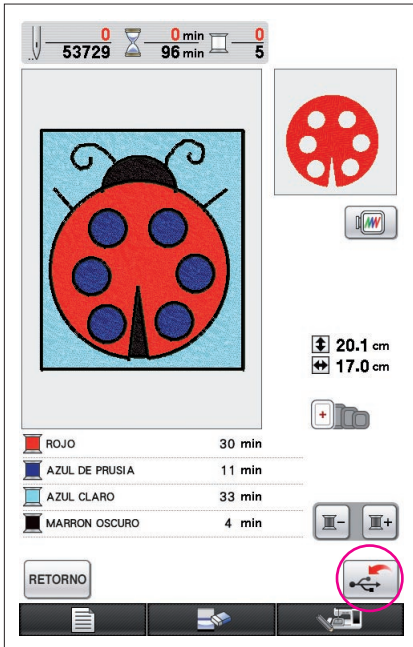 0 0 min 0
53729 96 min 5
20.1 cm
17.0 cm
ROJO 30 min
AZUL DE PRUSIA 11 min
AZUL CLARO 33 min
MARRON OSCURO 4 min
RETORNO